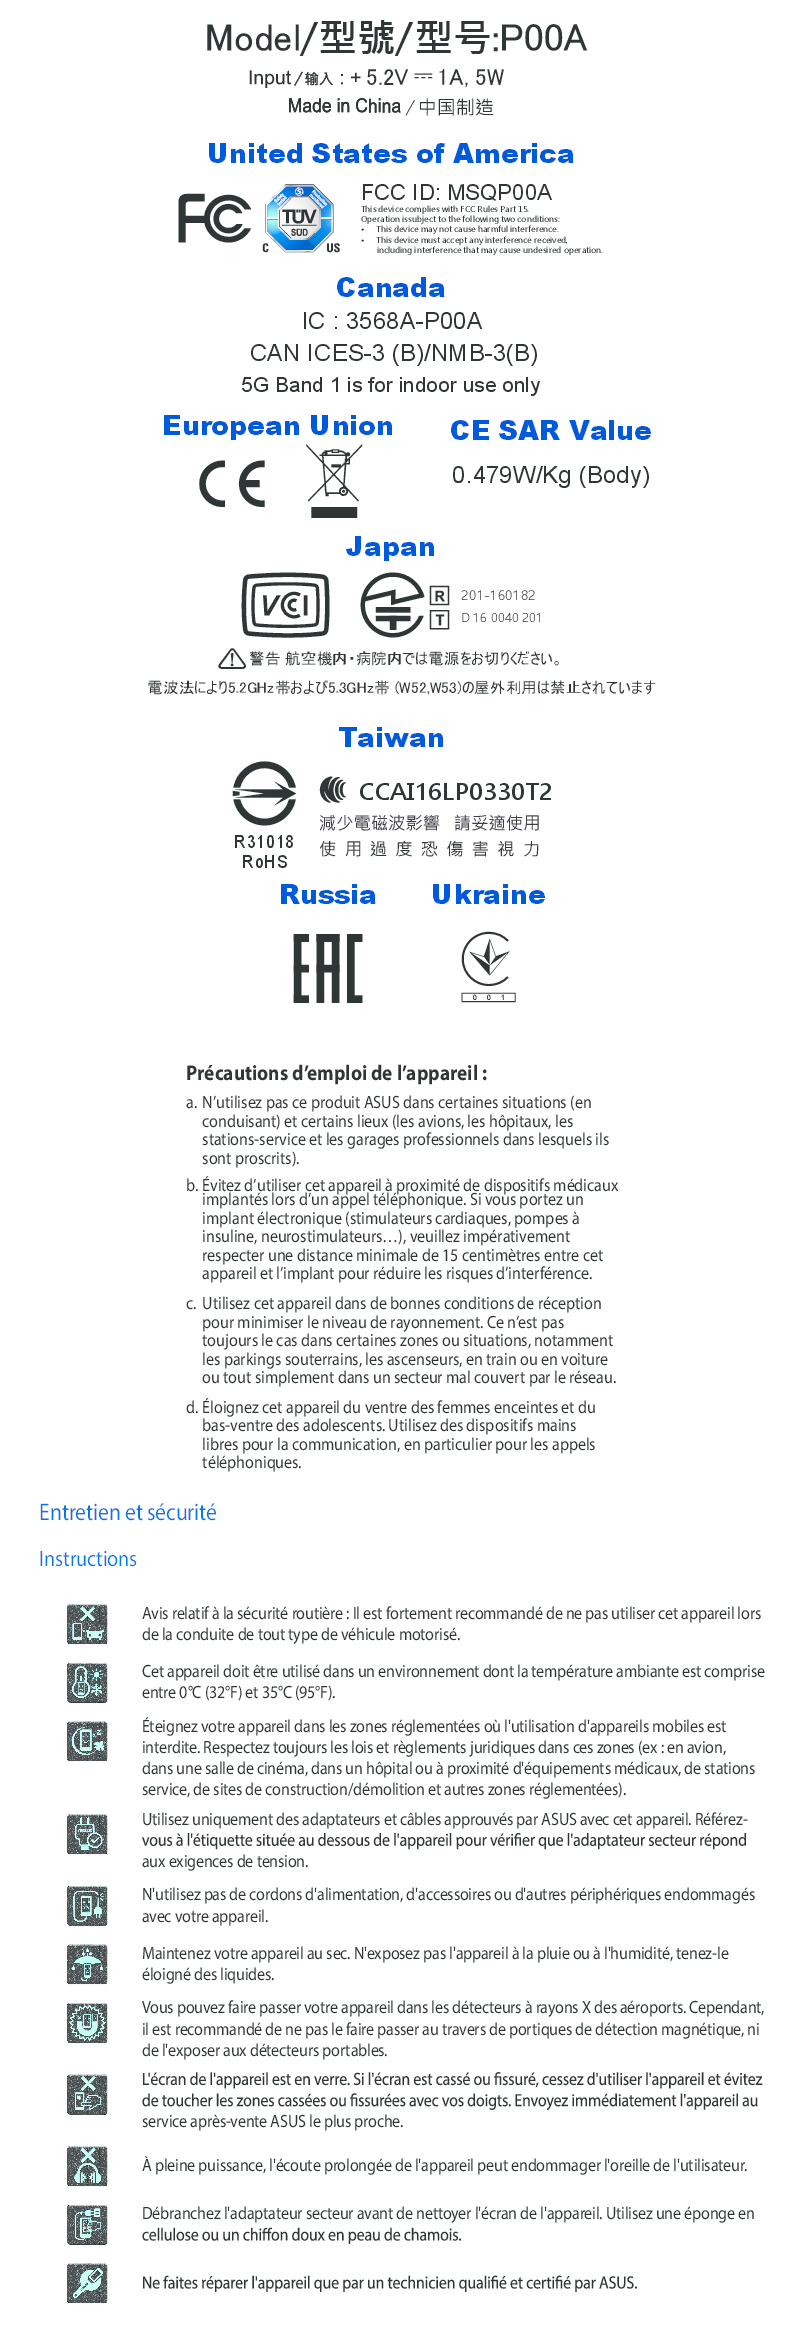 Model/型號/型号:P00A
Input/输入 : + 5.2V ⎓ 1A, 5W
Made in China / 中国制造
United States of America
FC
TÜV
SÜD
C US
FCC ID: MSQP00A
This device complies with FCC Rules Part 15.
Operation issubject to the following two conditions:
• This device may not cause harmful interference.
• This device must accept any interference received,
including interference that may cause undesired operation.
Canada
IC : 3568A-P00A
CAN ICES-3 (B)/NMB-3(B)
5G Band 1 is for indoor use only
European Union
CE SAR Value
CE
0.479W/Kg (Body)
Japan
VCCI
R 201-160182
T D 16 0040 201
警告 航空機内・病院内では電源をお切りください。
電波法により5.2GHz帯および5.3GHz帯 (W52,W53)の屋外利用は禁止されています
Taiwan
R31018
RoHS
CCAI16LP0330T2
減少電磁波影響 請妥適使用
使用過度恐傷害視力
Russia
Ukraine
EAC
001
Précautions d’emploi de l’appareil :
a. N’utilisez pas ce produit ASUS dans certaines situations (en
conduisant) et certains lieux (les avions, les hôpitaux, les
stations-service et les garages professionnels dans lesquels ils
sont proscrits).
b. Évitez d’utiliser cet appareil à proximité de dispositifs médicaux
implantés lors d’un appel téléphonique. Si vous portez un
implant électronique (stimulateurs cardiaques, pompes à
insuline, neurostimulateurs…), veuillez impérativement
respecter une distance minimale de 15 centimètres entre cet
appareil et l’implant pour réduire les risques d’interférence.
c. Utilisez cet appareil dans de bonnes conditions de réception
pour minimiser le niveau de rayonnement. Ce n’est pas
toujours le cas dans certaines zones ou situations, notamment
les parkings souterrains, les ascenseurs, en train ou en voiture
ou tout simplement dans un secteur mal couvert par le réseau.
d. Éloignez cet appareil du ventre des femmes enceintes et du
bas-ventre des adolescents. Utilisez des dispositifs mains
libres pour la communication, en particulier pour les appels
téléphoniques.
Entretien et sécurité
Instructions
Avis relatif à la sécurité routière : Il est fortement recommandé de ne pas utiliser cet appareil lors
de la conduite de tout type de véhicule motorisé.
Cet appareil doit être utilisé dans un environnement dont la température ambiante est comprise
entre 0°C (32°F) et 35°C (95°F).
Éteignez votre appareil dans les zones réglementées où l'utilisation d'appareils mobiles est
interdite. Respectez toujours les lois et règlements juridiques dans ces zones (ex : en avion,
dans une salle de cinéma, dans un hôpital ou à proximité d'équipements médicaux, de stations
service, de sites de construction/démolition et autres zones réglementées).
Utilisez uniquement des adaptateurs et câbles approuvés par ASUS avec cet appareil. Référez-
vous à l'étiquette située au dessous de l'appareil pour vérifier que l'adaptateur secteur répond
aux exigences de tension.
N'utilisez pas de cordons d'alimentation, d'accessoires ou d'autres périphériques endommagés
avec votre appareil.
Maintenez votre appareil au sec. N'exposez pas l'appareil à la pluie ou à l'humidité, tenez-le
éloigné des liquides.
Vous pouvez faire passer votre appareil dans les détecteurs à rayons X des aéroports. Cependant,
il est recommandé de ne pas le faire passer au travers de portiques de détection magnétique, ni
de l'exposer aux détecteurs portables.
L'écran de l'appareil est en verre. Si l'écran est cassé ou fissuré, cessez d'utiliser l'appareil et évitez
de toucher les zones cassées ou fissurées avec vos doigts. Envoyez immédiatement l'appareil au
service après-vente ASUS le plus proche.
À pleine puissance, l'écoute prolongée de l'appareil peut endommager l'oreille de l'utilisateur.
Débranchez l'adaptateur secteur avant de nettoyer l'écran de l'appareil. Utilisez une éponge en
cellulose ou un chiffon doux en peau de chamois.
Ne faites réparer l'appareil que par un technicien qualifié et certifié par ASUS.